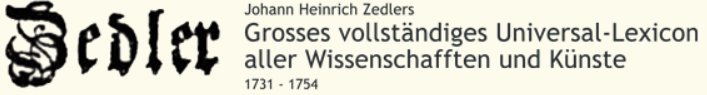 Zedler
Johann Heinrich Zedlers
Grosses vollständiges Universal-Lexicon
aller Wissenschafften und Künste
1731 - 1754